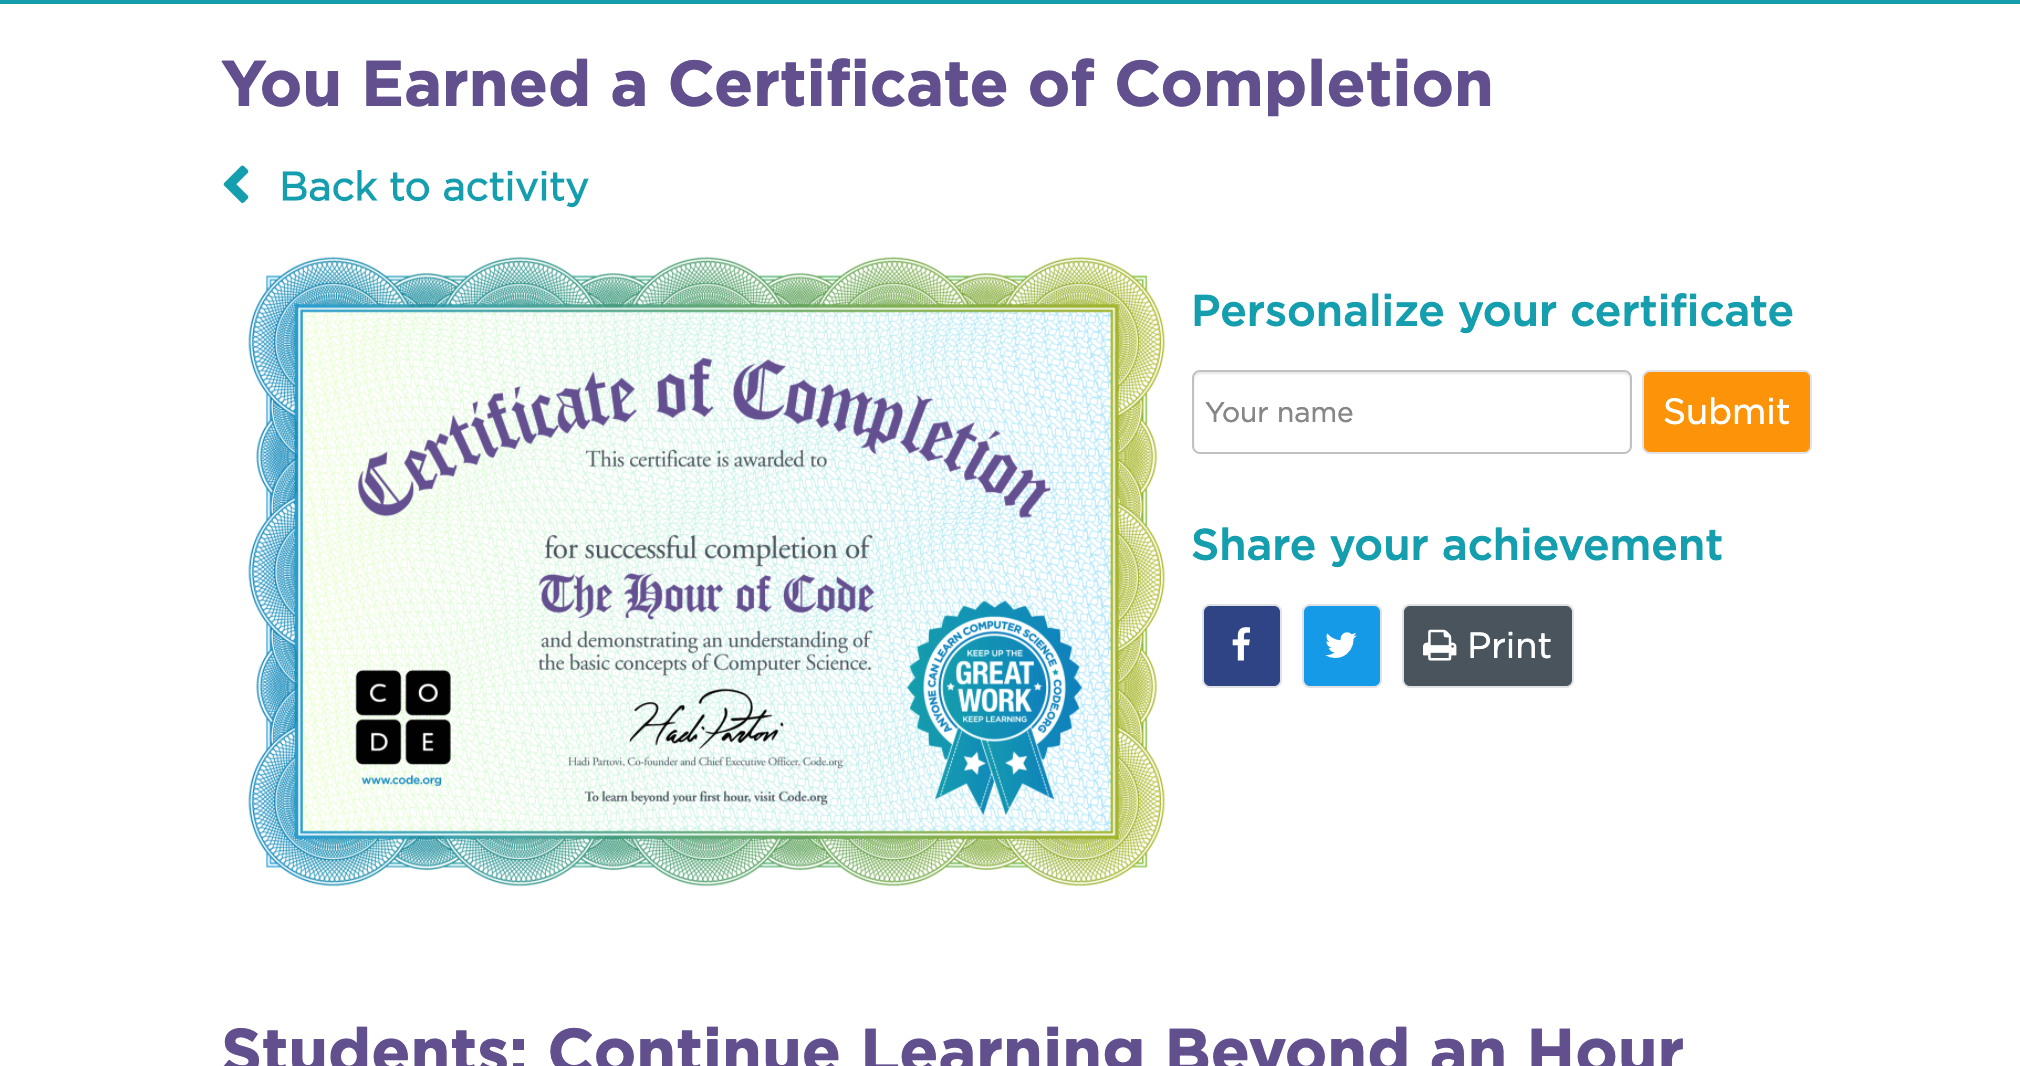 You Earned a Certificate of Completion
Back to activity
Certificate of Completion
This certificate is awarded to
for successful completion of
The Hour of Code
and demonstrating an understanding of
the basic concepts of Computer Science.
Hadi Partovi
Hadi Partovi, Co-founder and Chief Executive Officer, Code.org
To learn beyond your first hour, visit Code.org
C O
D E
www.code.org
ANYONE CAN LEARN COMPUTER SCIENCE ★ CODE.ORG
KEEP UP THE
GREAT
WORK
KEEP LEARNING
Personalize your certificate
Your name
Submit
Share your achievement
f
Print
Students: Continue Learning Beyond an Hour